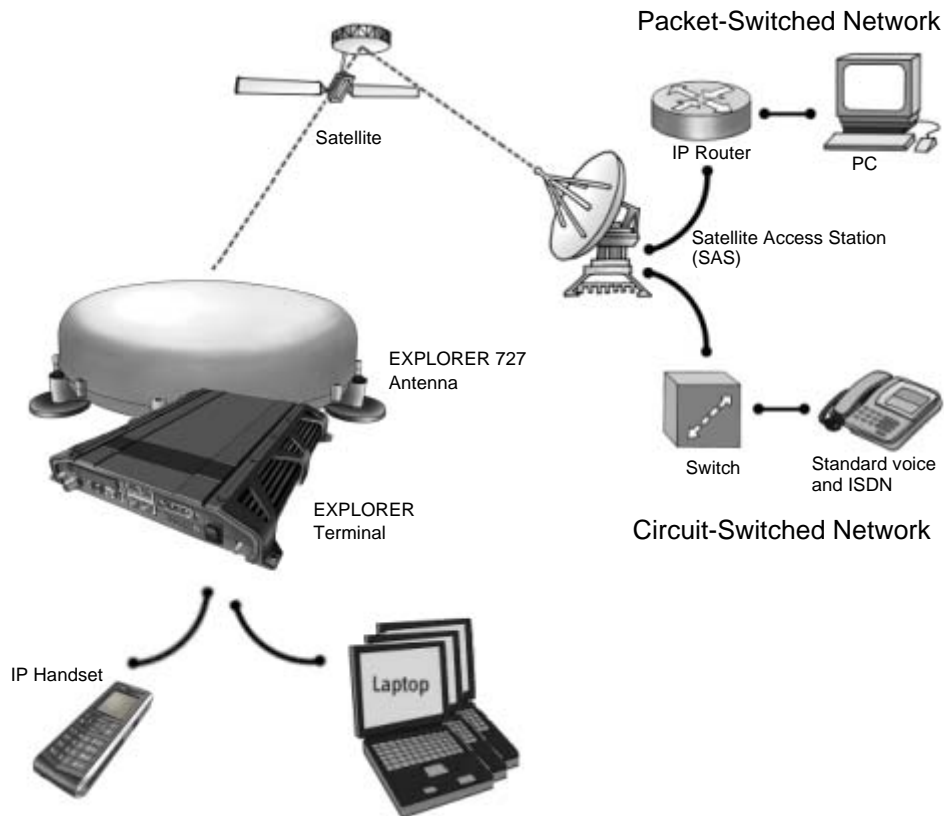 Packet-Switched Network
Satellite
IP Router
PC
Satellite Access Station
(SAS)
EXPLORER 727
Antenna
Switch
Standard voice
and ISDN
EXPLORER
Terminal
Circuit-Switched Network
IP Handset
Laptop